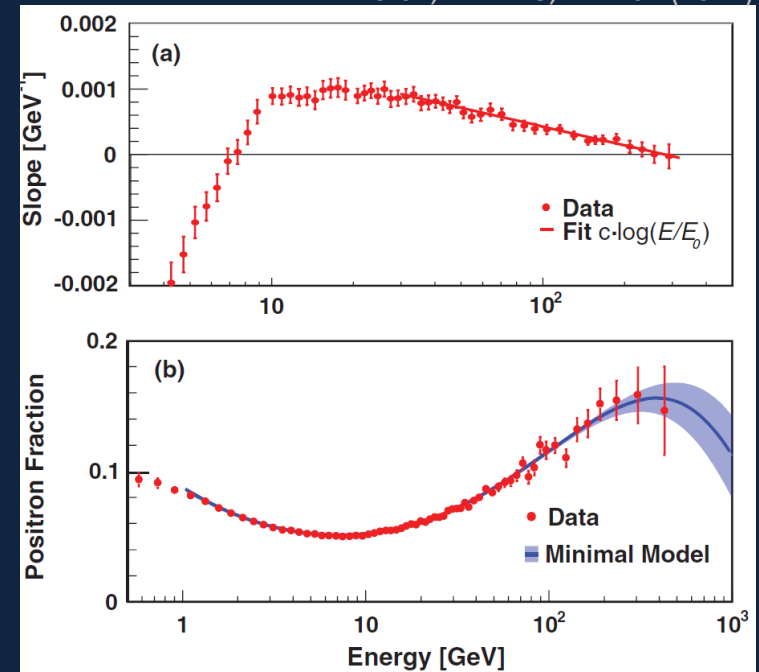 0.002
(a)
0.001
0
-0.001
-0.002
Slope [GeV⁻¹]
Data
Fit c·log(E/E₀)
10
10²
0.2
(b)
0.1
0
Positron Fraction
Data
Minimal Model
1
10
10²
10³
Energy [GeV]